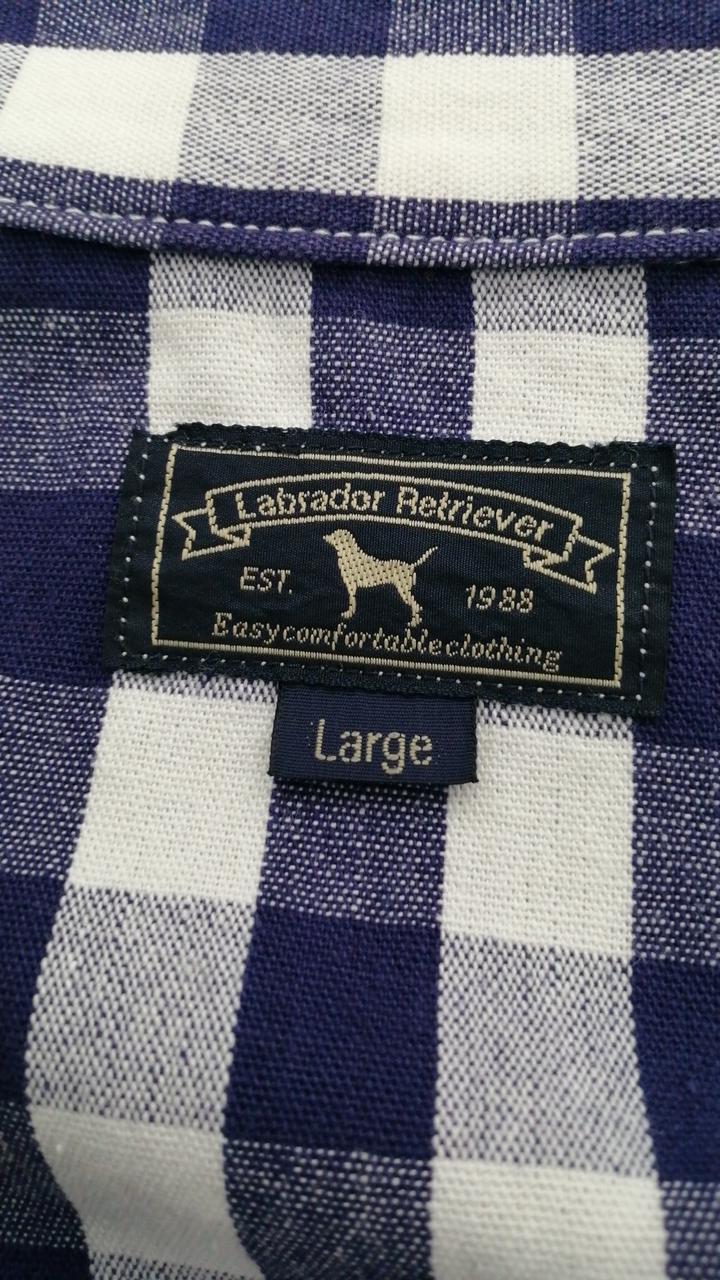 Labrador Retriever
EST. 1988
Easycomfortableclothing
Large